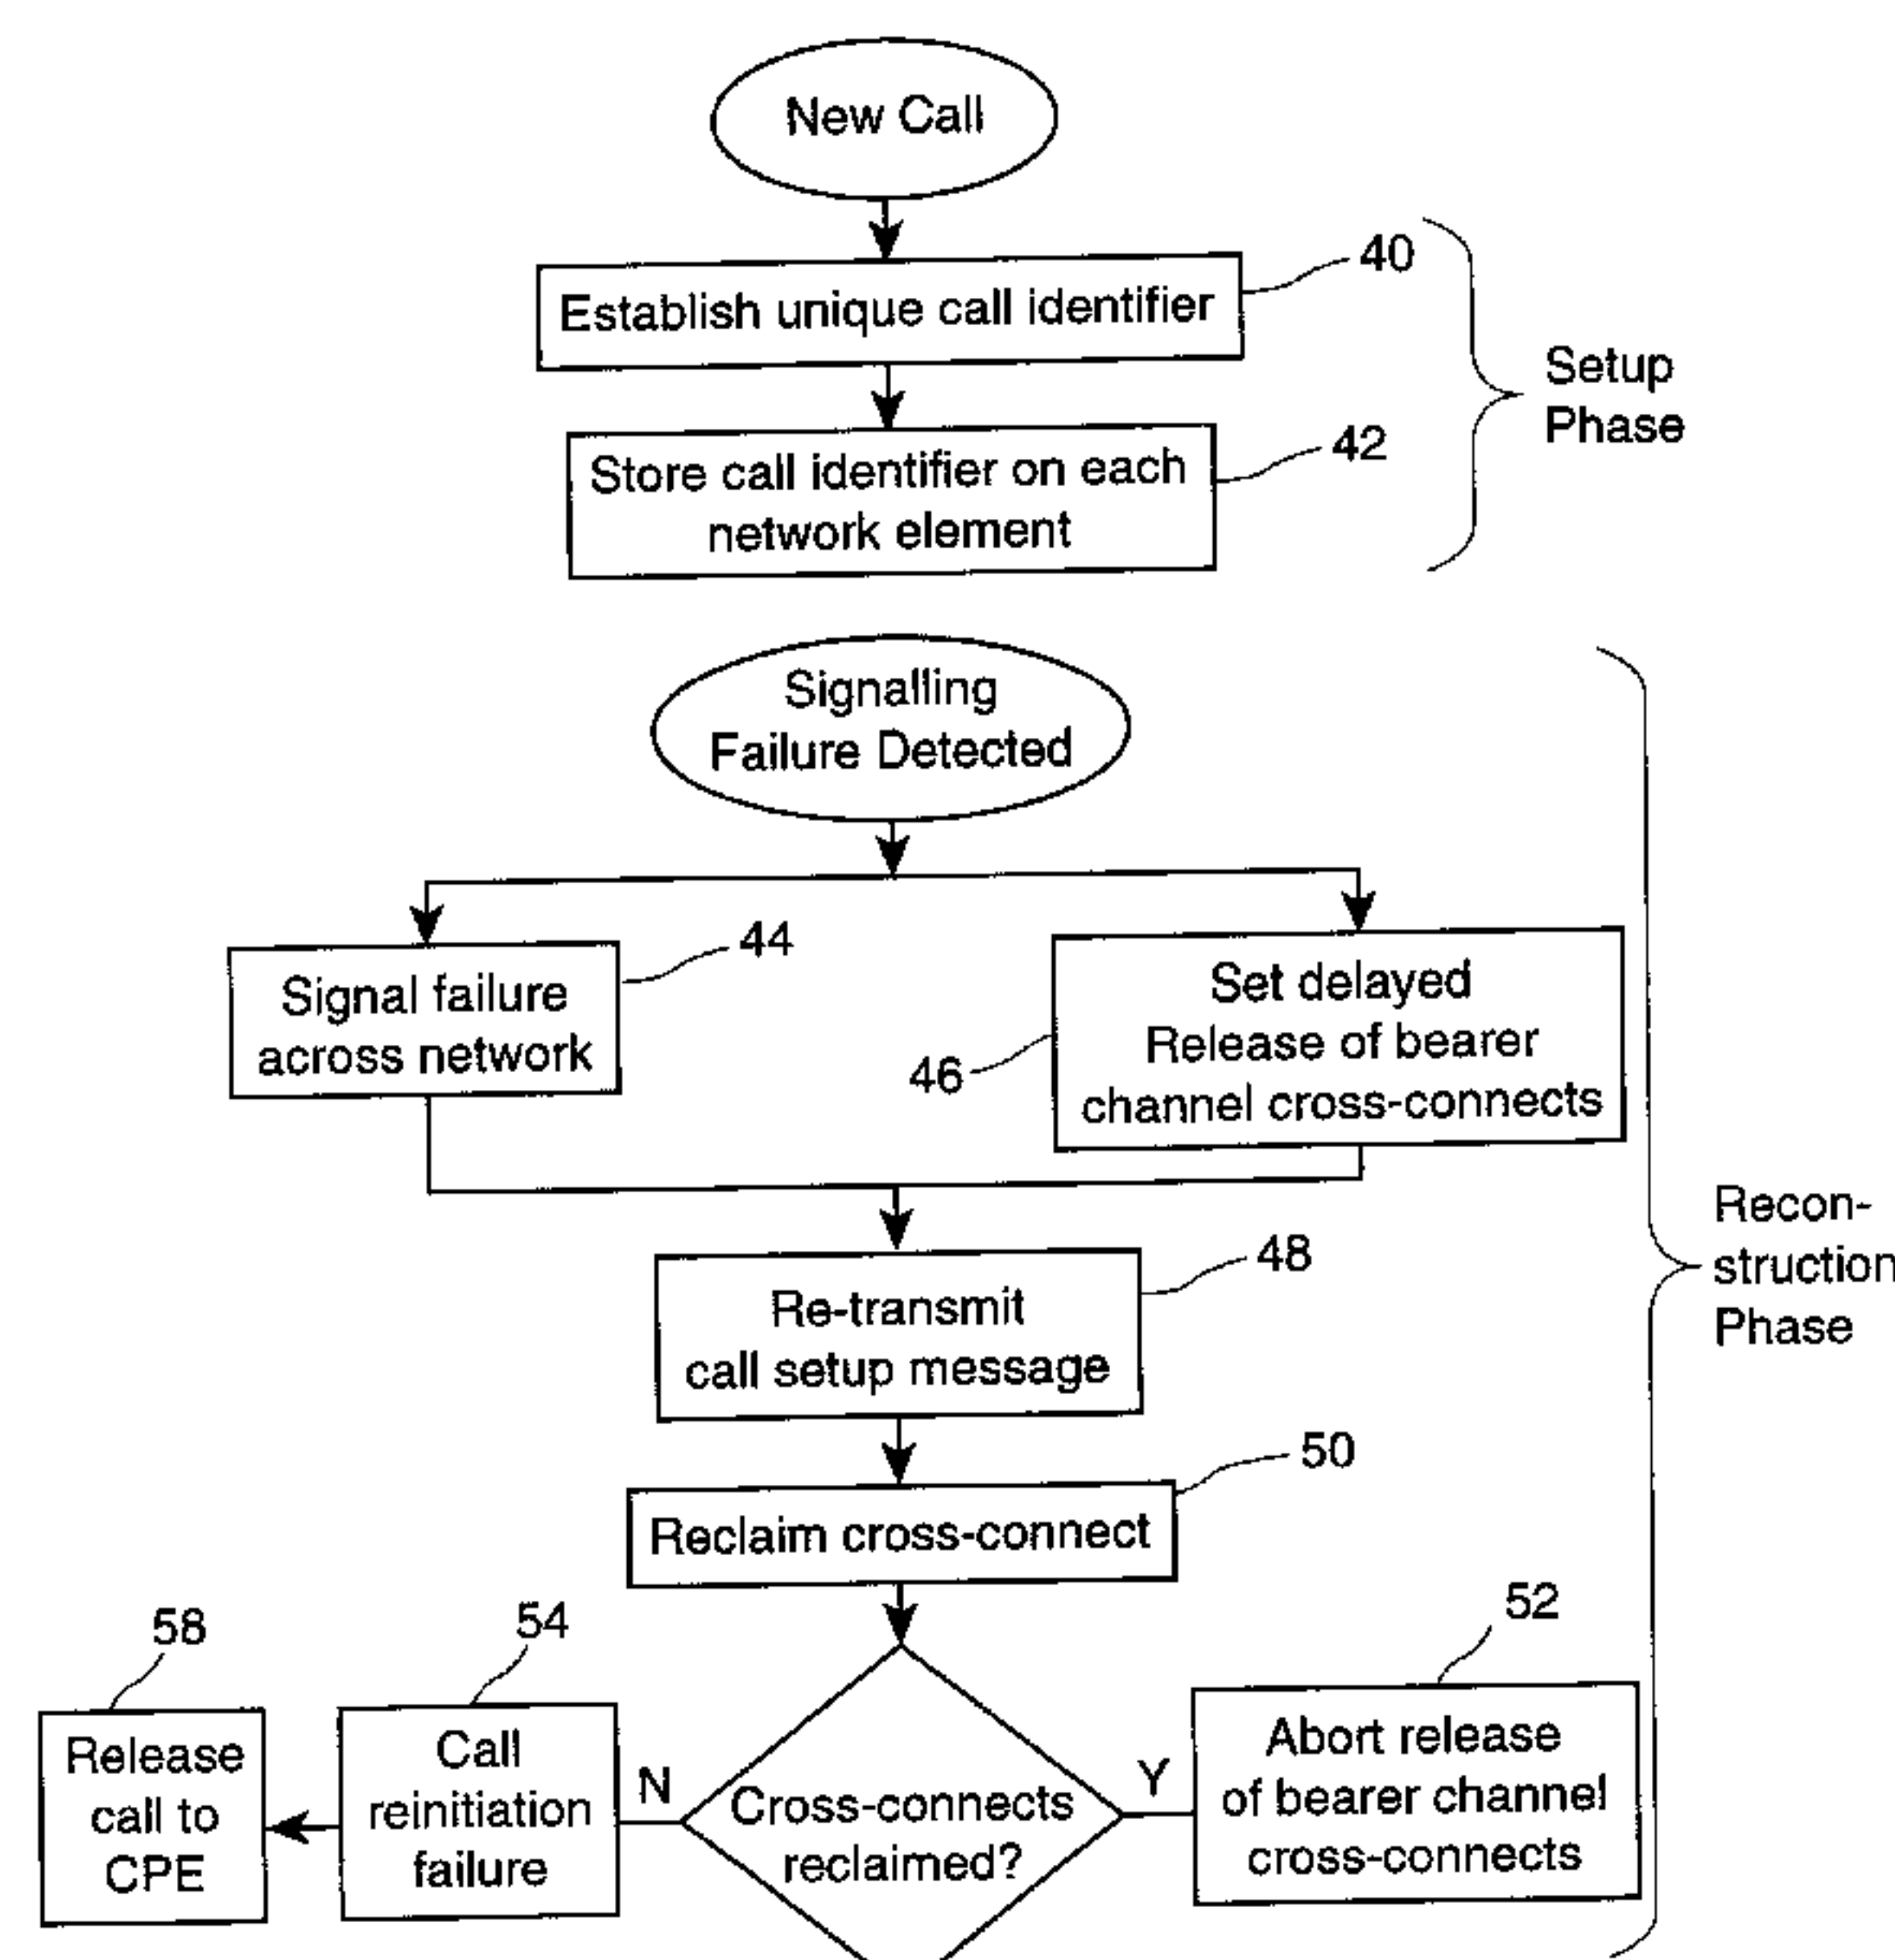 New Call
40
Establish unique call identifier
Setup
Phase
42
Store call identifier on each
network element
Signalling
Failure Detected
44
Signal failure
across network
Set delayed
Release of bearer
channel cross-connects
46
Recon-
struction
Phase
48
Re-transmit
call setup message
50
Reclaim cross-connect
58
54
52
Release
call to
CPE
Call
reinitiation
failure
N
Cross-connects
reclaimed?
Y
Abort release
of bearer channel
cross-connects